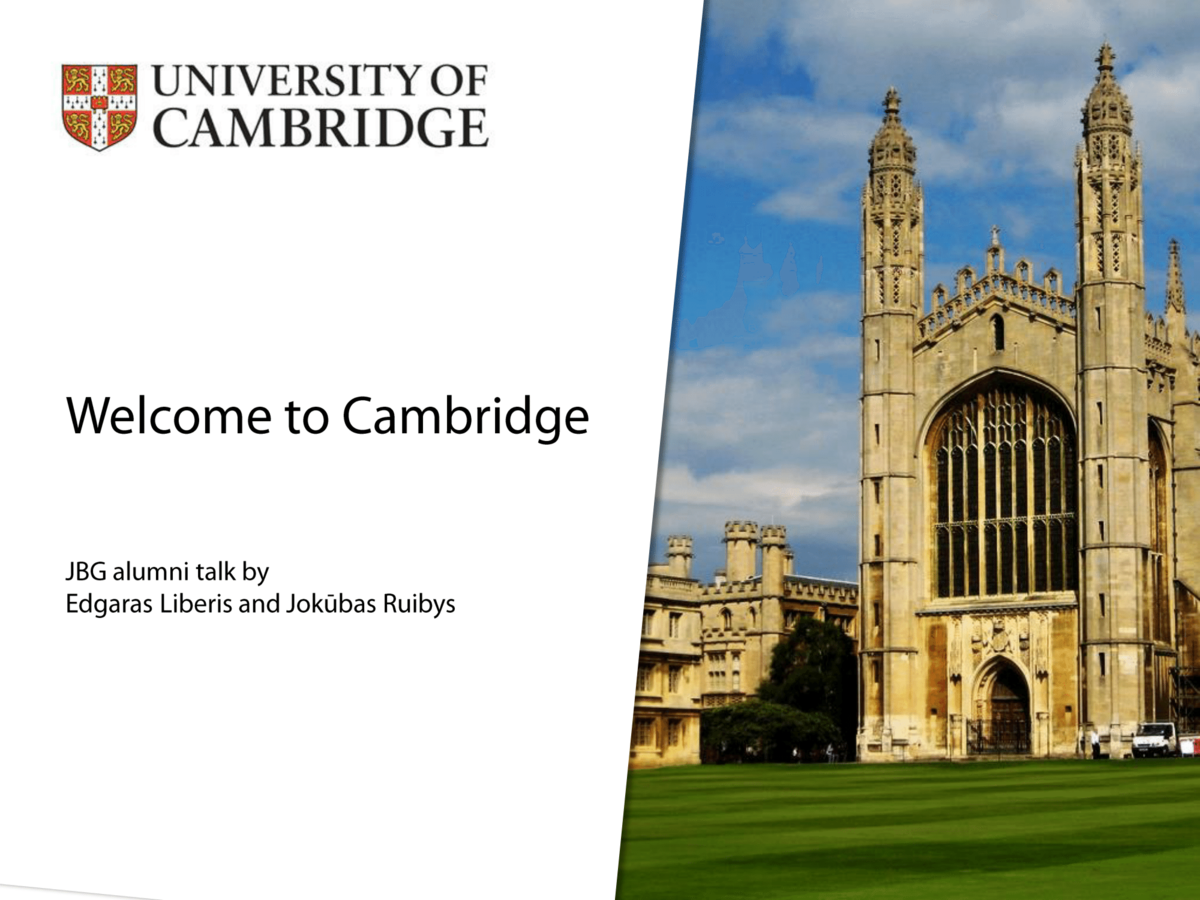 UNIVERSITY OF
CAMBRIDGE
Welcome to Cambridge
JBG alumni talk by
Edgaras Liberis and Jokūbas Ruibys